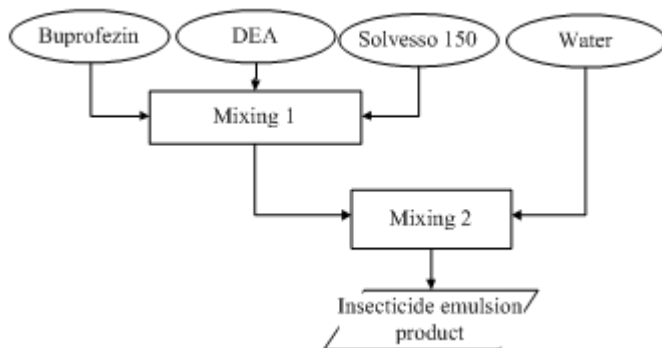 Buprofezin
DEA
Solvesso 150
Water
Mixing 1
Mixing 2
Insecticide emulsion
product